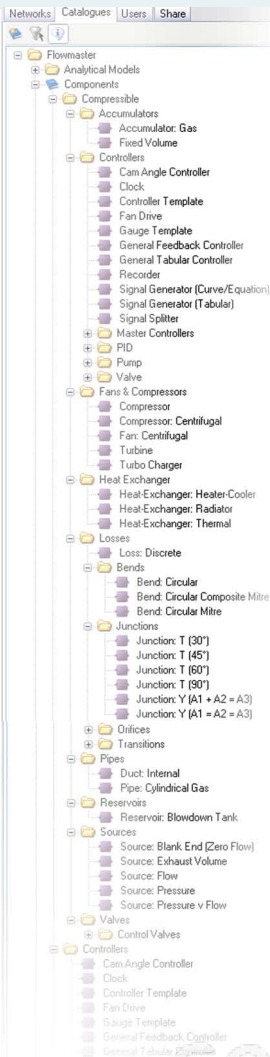 Networks Catalogues Users Share
Flowmaster
Analytical Models
Components
Compressible
Accumulators
Accumulator: Gas
Fixed Volume
Controllers
Cam Angle Controller
Clock
Controller Template
Fan Drive
Gauge Template
General Feedback Controller
General Tabular Controller
Recorder
Signal Generator (Curve/Equation)
Signal Generator (Tabular)
Signal Splitter
Master Controllers
PID
Pump
Valve
Fans & Compressors
Compressor
Compressor: Centrifugal
Fan: Centrifugal
Turbine
Turbo Charger
Heat Exchanger
Heat-Exchanger: Heater-Cooler
Heat-Exchanger: Radiator
Heat-Exchanger: Thermal
Losses
Loss: Discrete
Bends
Bend: Circular
Bend: Circular Composite Mitre
Bend: Circular Mitre
Junctions
Junction: T (30°)
Junction: T (45°)
Junction: T (60°)
Junction: T (90°)
Junction: Y (A1 + A2 = A3)
Junction: Y (A1 = A2 = A3)
Orifices
Transitions
Pipes
Duct: Internal
Pipe: Cylindrical Gas
Reservoirs
Reservoir: Blowdown Tank
Sources
Source: Blank End (Zero Flow)
Source: Exhaust Volume
Source: Flow
Source: Pressure
Source: Pressure v Flow
Valves
Control Valves
Controllers
Cam Angle Controller
Clock
Controller Template
Fan Drive
Gauge Template
General Feedback Controller
General Tabular